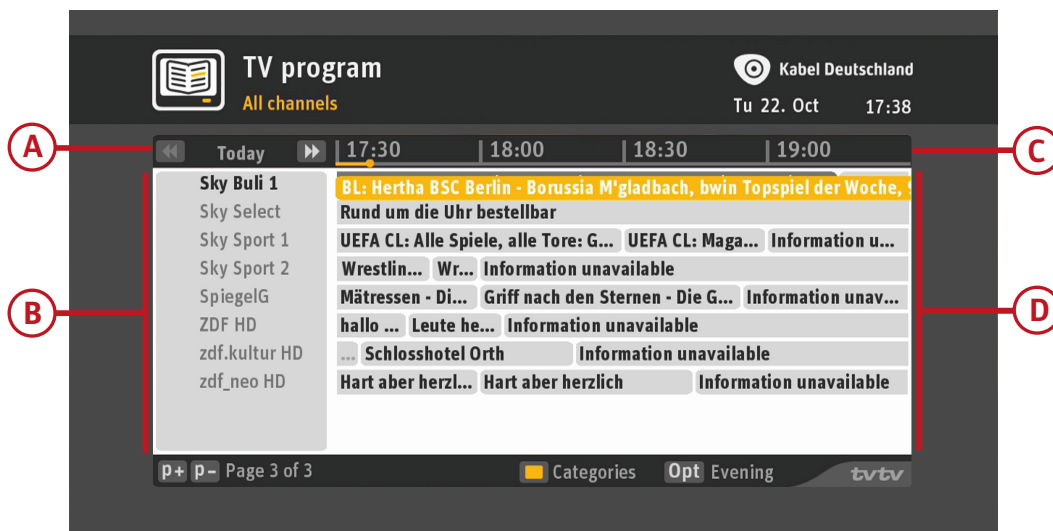 TV program
All channels
Kabel Deutschland
Tu 22. Oct 17:38
A
Today
17:30 18:00 18:30 19:00
C
Sky Buli 1
BL: Hertha BSC Berlin - Borussia M'gladbach, bwin Topspiel der Woche,
Sky Select
Rund um die Uhr bestellbar
Sky Sport 1
UEFA CL: Alle Spiele, alle Tore: G... UEFA CL: Maga... Information u...
Sky Sport 2
Wrestlin... Wr... Information unavailable
SpiegelG
Mätressen - Di... Griff nach den Sternen - Die G... Information unav...
B
D
ZDF HD
hallo ... Leute he... Information unavailable
zdf.kultur HD
... Schlosshotel Orth Information unavailable
zdf_neo HD
Hart aber herzl... Hart aber herzlich Information unavailable
p+ p- Page 3 of 3
Categories
Opt Evening
tvtv